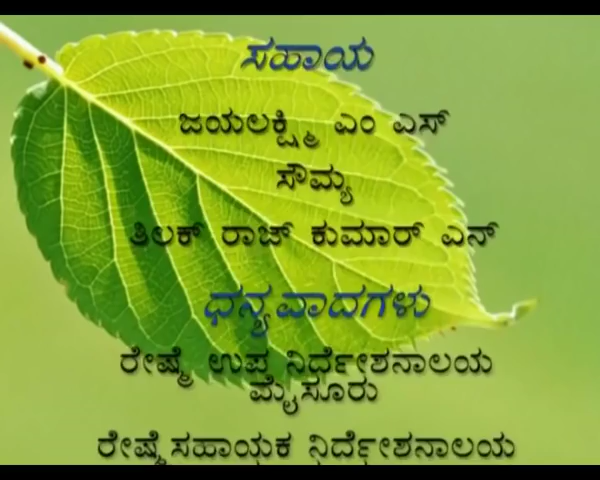 ಸಹಾಯ
ಜಯಲಕ್ಷ್ಮಿ ಎಂ ಎಸ್
ಸೌಮ್ಯ
ತಿಲಕ್ ರಾಜ್ ಕುಮಾರ್ ಎನ್
ಧನ್ಯವಾದಗಳು
ರೇಷ್ಮೆ ಉಪ ನಿರ್ದೇಶನಾಲಯ
ಮೈಸೂರು
ರೇಷ್ಮೆ ಸಹಾಯಕ ನಿರ್ದೇಶನಾಲಯ